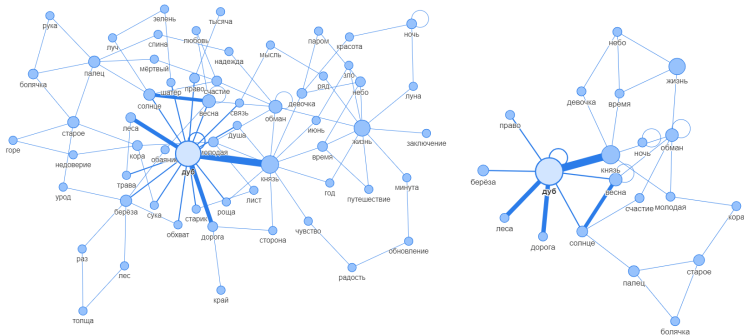 зелень
тысяча
рука
луч
спина
любовь
ночь
красота
паром
надежда
мысль
палец
мёртвый
болячка
шатер
право
счастие
зло
ряд
небо
солнце
весна
девочка
луна
связь
обман
старое
леса
июнь
душа
жизнь
молодая
заключение
горе
кора
обаяние
время
недоверие
дуб
князь
трава
минута
урод
береза
лист
год
путешествие
сука
старик
роща
обхват
дорога
сторона
чувство
обновление
раз
лес
радость
край
толща
небо
жизнь
девочка
время
право
ночь
обман
князь
береза
дуб
весна
счастие
молодая
кора
леса
дорога
солнце
старое
палец
болячка